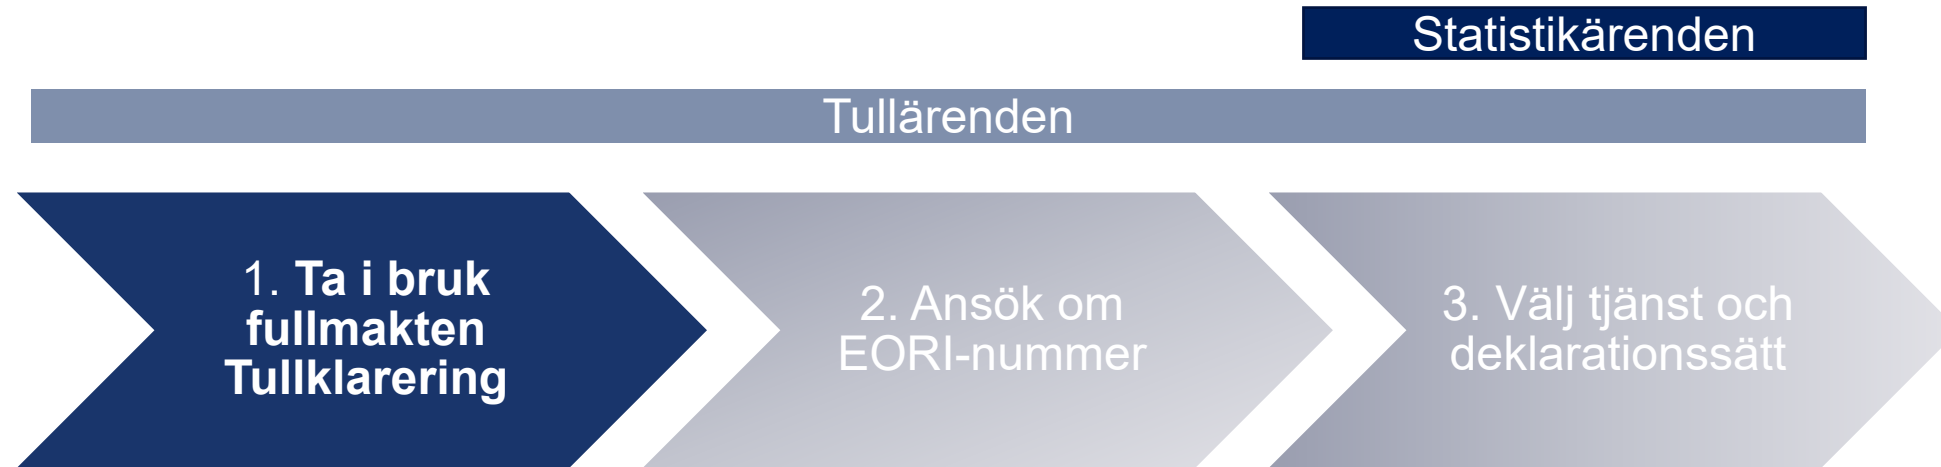 Statistikärenden
Tullärenden
1. Ta i bruk
fullmakten
Tullklarering
2. Ansök om
EORI-nummer
3. Välj tjänst och
deklarationssätt